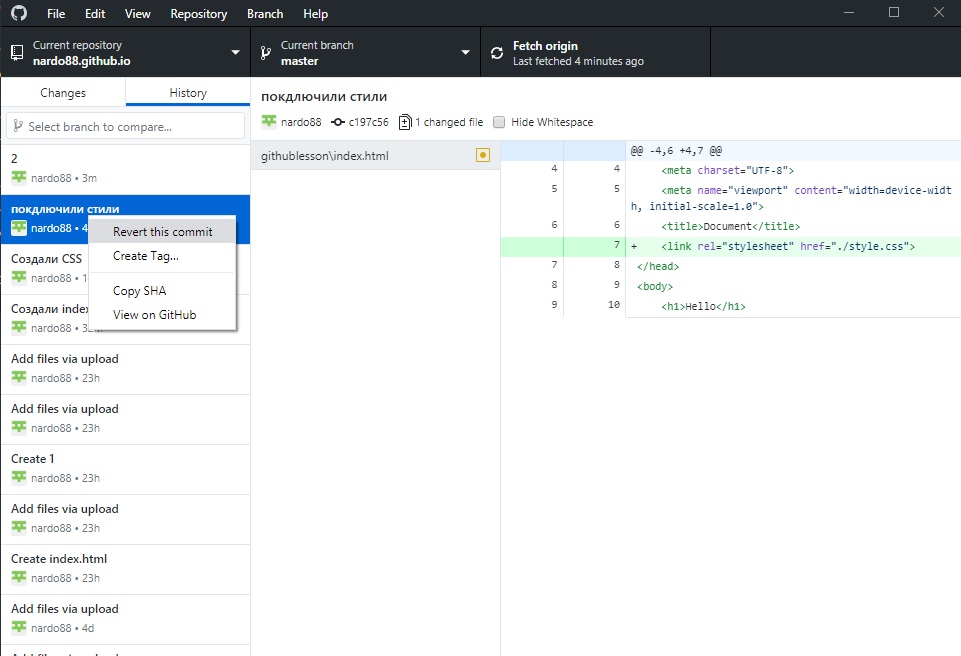 File Edit View Repository Branch Help
Current repository
nardo88.github.io
Current branch
master
Fetch origin
Last fetched 4 minutes ago
Changes
History
Select branch to compare...
2
nardo88 • 3m
покдлючили стили
nardo88 • 4
Создали CSS
nardo88 • 1
Создали inde
nardo88 • 32m
Add files via upload
nardo88 • 23h
Add files via upload
nardo88 • 23h
Create 1
nardo88 • 23h
Add files via upload
nardo88 • 23h
Create index.html
nardo88 • 23h
Add files via upload
nardo88 • 4d
Revert this commit
Create Tag...
Copy SHA
View on GitHub
покдлючили стили
nardo88 c197c56 1 changed file Hide Whitespace
githublesson\index.html
@@ -4,6 +4,7 @@
4 4 <meta charset="UTF-8">
5 5 <meta name="viewport" content="width=device-widt
h, initial-scale=1.0">
6 6 <title>Document</title>
7 + <link rel="stylesheet" href="./style.css">
7 8 </head>
8 9 <body>
9 10 <h1>Hello</h1>